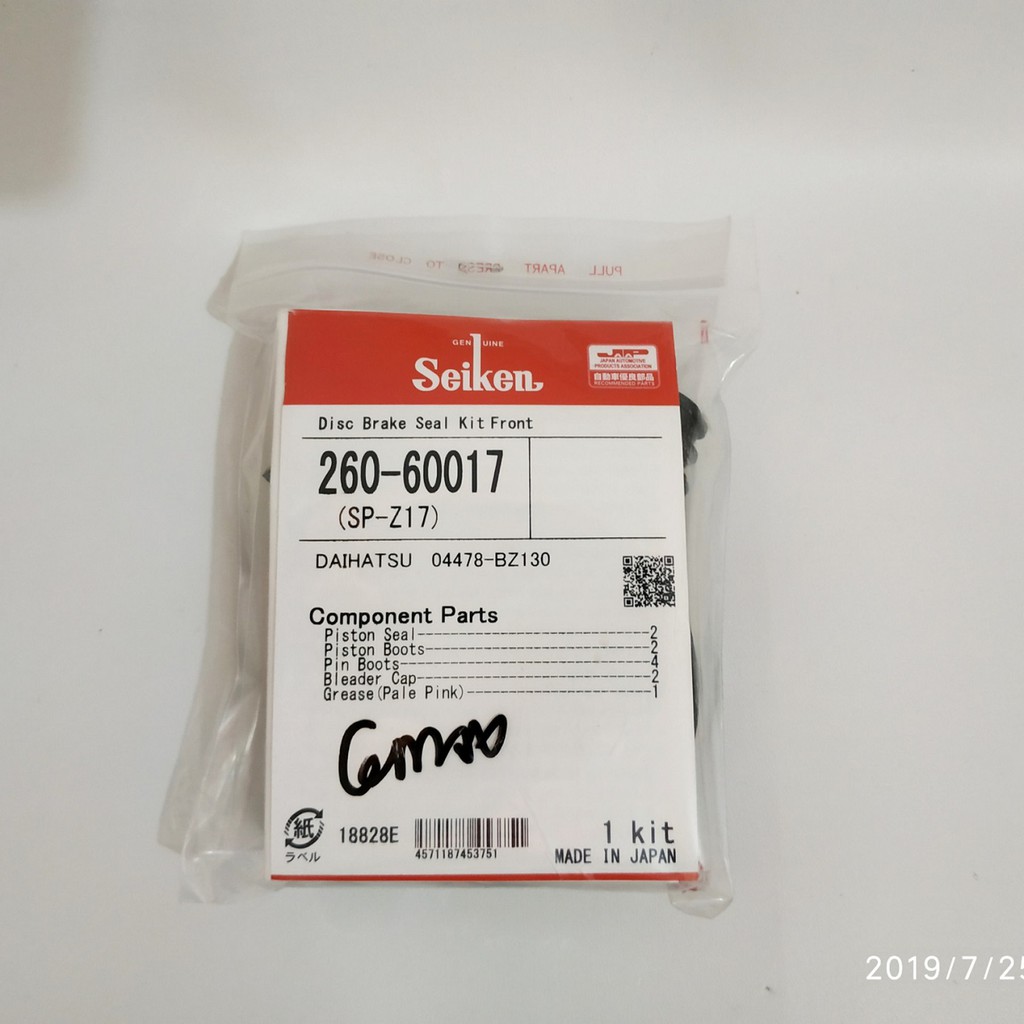 PULL APART PRESS TO CLOSE
GENUINE
Seiken
JAPAN AUTOMOTIVE
PRODUCTS ASSOCIATION
自動車優良部品
RECOMMENDED PARTS
Disc Brake Seal Kit Front
260-60017
(SP-Z17)
DAIHATSU 04478-BZ130
Component Parts
Piston Seal 2
Piston Boots 2
Pin Boots 4
Bleader Cap 2
Grease(Pale Pink) 1
紙
ラベル
18828E
4571187453751
1 kit
MADE IN JAPAN
2019/7/25